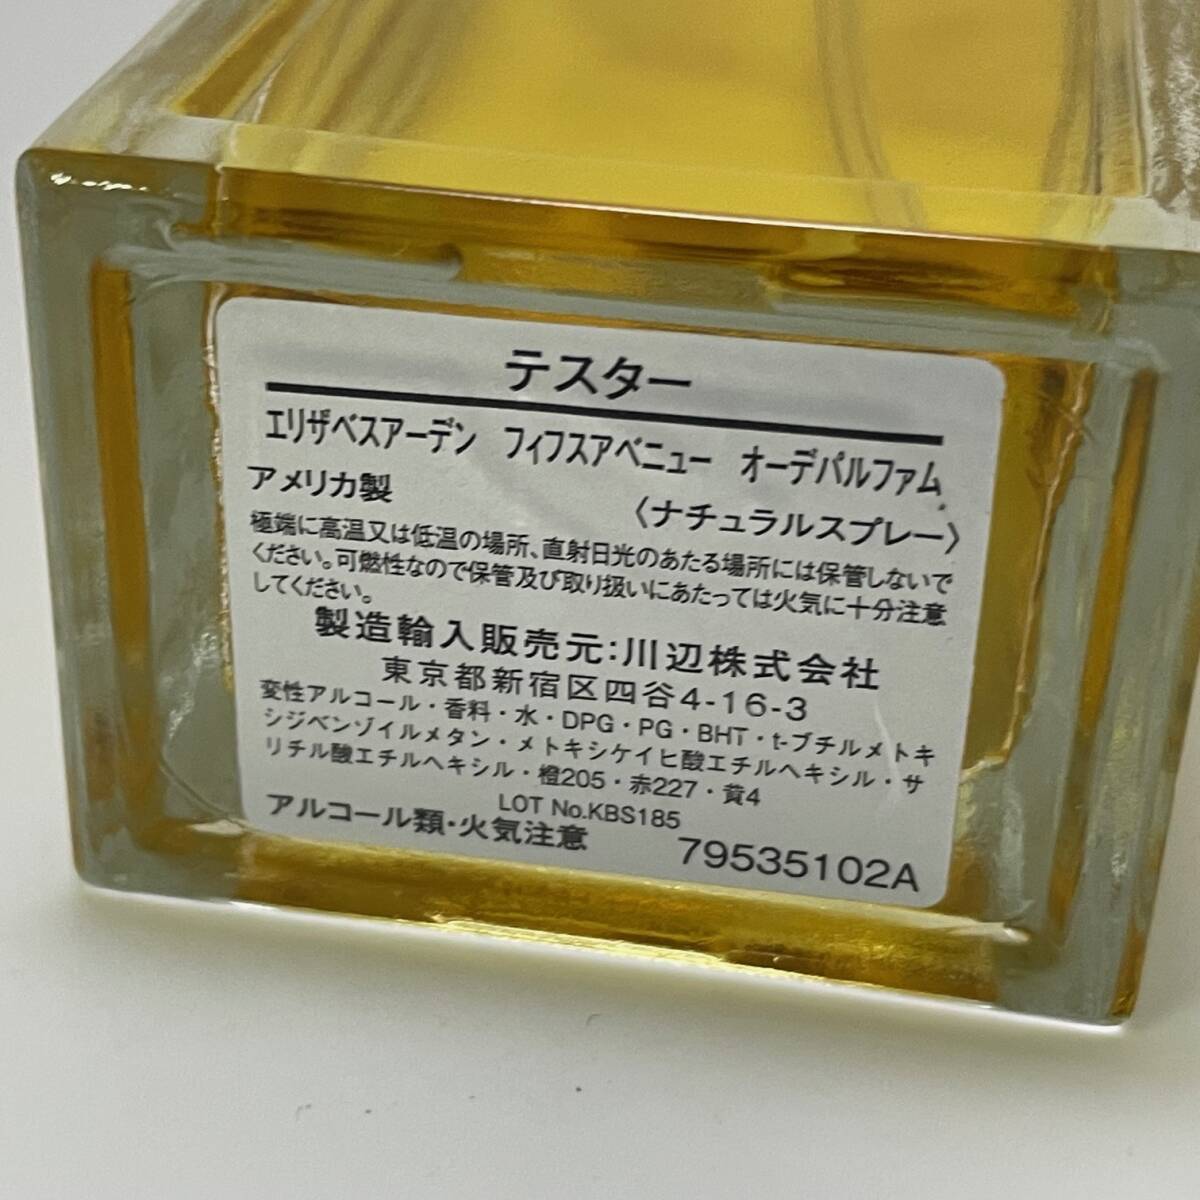 テスター
エリザベスアーデン フィフスアベニュー オーデパルファム
アメリカ製 〈ナチュラルスプレー〉
極端に高温又は低温の場所、直射日光のあたる場所には保管しないで
ください。可燃性なので保管及び取り扱いにあたっては火気に十分注意
してください。
製造輸入販売元:川辺株式会社
東京都新宿区四谷4-16-3
変性アルコール・香料・水・DPG・PG・BHT・t-ブチルメトキ
シジベンゾイルメタン・メトキシケイヒ酸エチルヘキシル・サ
リチル酸エチルヘキシル・橙205・赤227・黄4
LOT No.KBS185
アルコール類・火気注意 79535102A